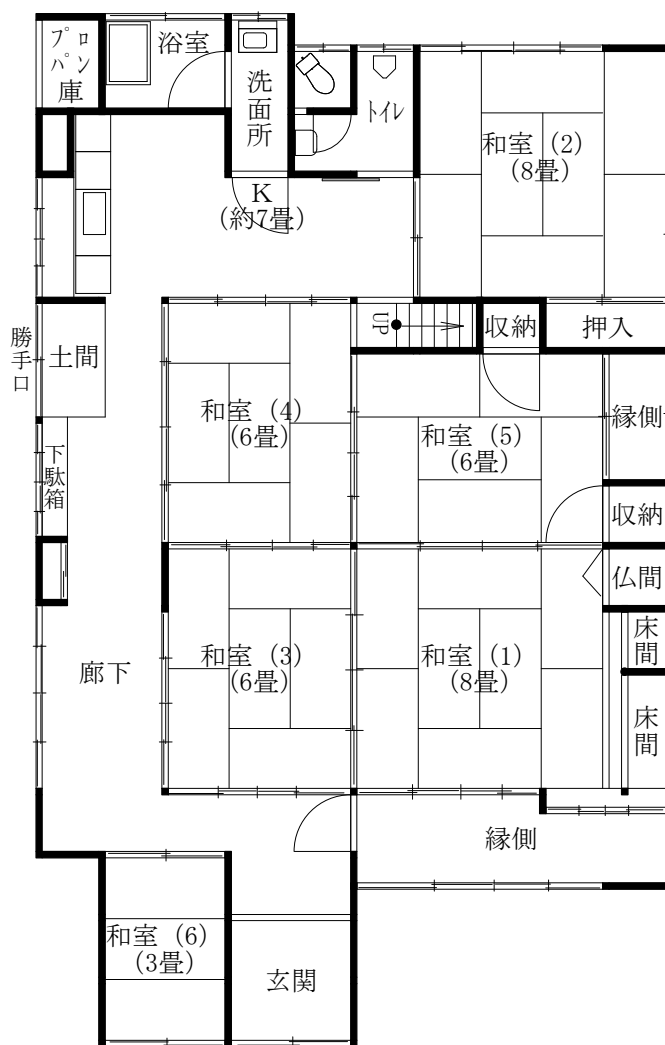 プロパン庫
浴室
洗面所
トイレ
和室（2）
（8畳）
K
（約7畳）
勝手口
土間
UP
収納
押入
和室（4）
（6畳）
和室（5）
（6畳）
縁側
下駄箱
収納
仏間
床間
和室（3）
（6畳）
和室（1）
（8畳）
廊下
床間
縁側
和室（6）
（3畳）
玄関